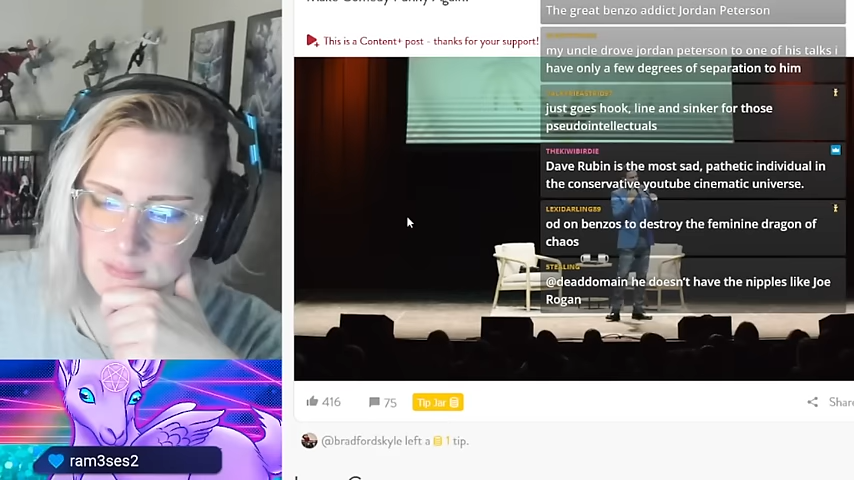 The great benzo addict Jordan Peterson
This is a Content+ post - thanks for your support!
my uncle drove jordan peterson to one of his talks i
have only a few degrees of separation to him
just goes hook, line and sinker for those
pseudointellectuals
THEKIWIBIRDIE
Dave Rubin is the most sad, pathetic individual in
the conservative youtube cinematic universe.
LEXIDARLING89
od on benzos to destroy the feminine dragon of
chaos
@deaddomain he doesn't have the nipples like Joe
Rogan
416
75
Tip Jar
Share
@bradfordskyle left a 1 tip.
ram3ses2